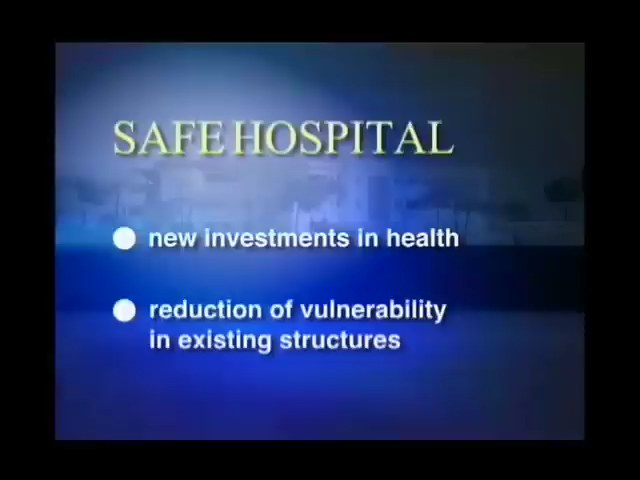 SAFE HOSPITAL
new investments in health
reduction of vulnerability
in existing structures